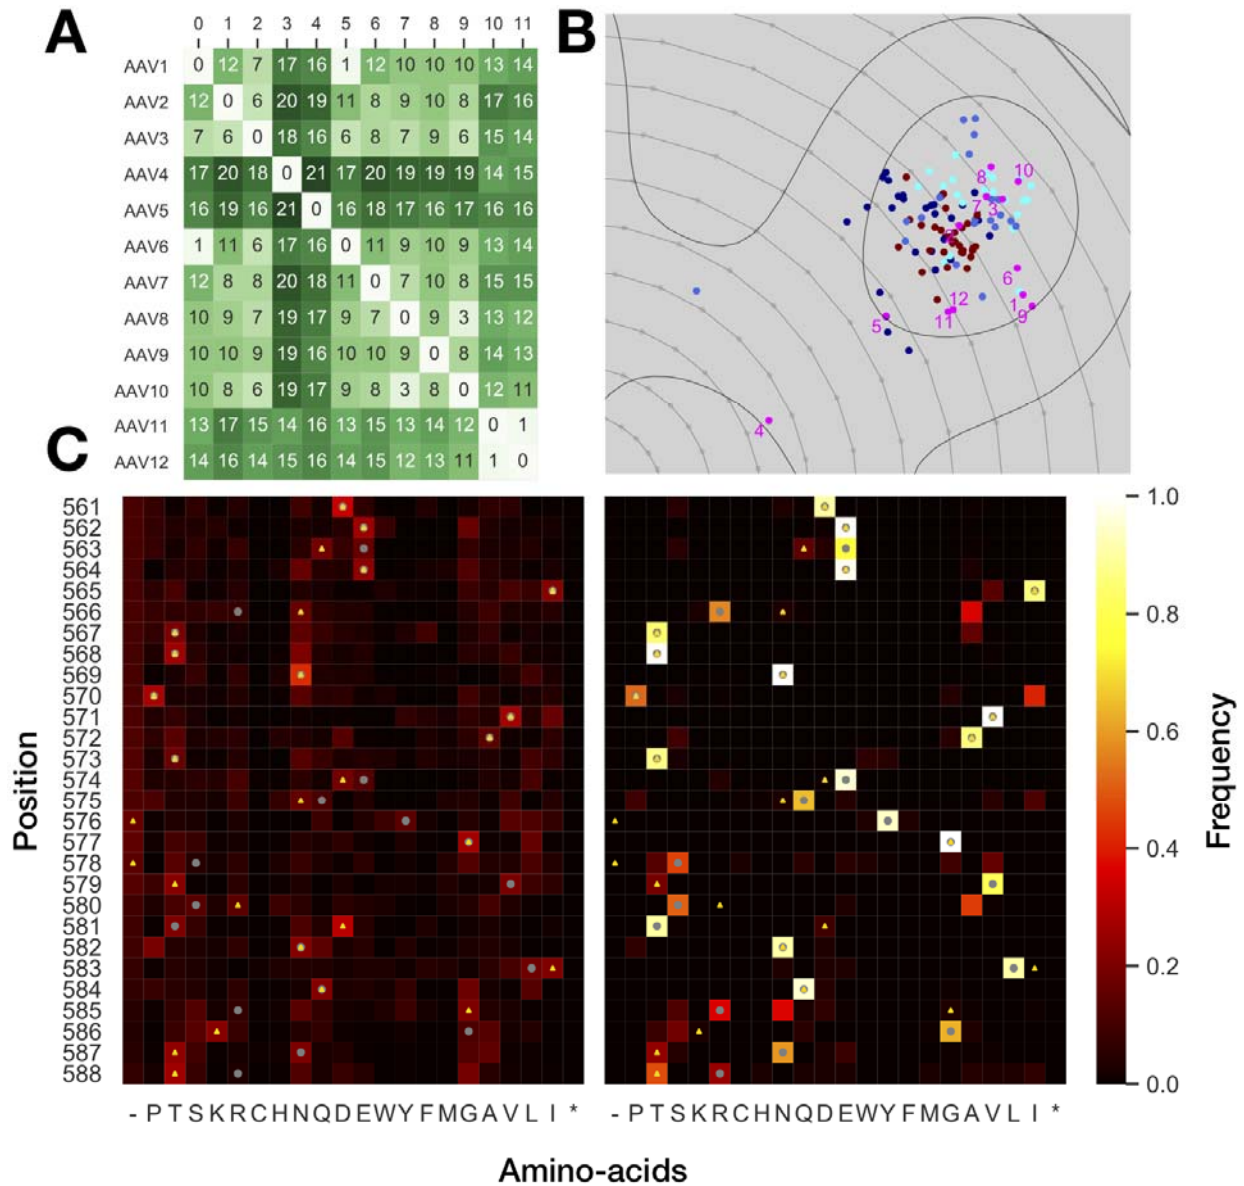 A
0 1 2 3 4 5 6 7 8 9 10 11
AAV1 0 12 7 17 16 1 12 10 10 10 13 14
AAV2 12 0 6 20 19 11 8 9 10 8 17 16
AAV3 7 6 0 18 16 6 8 7 9 6 15 14
AAV4 17 20 18 0 21 17 20 19 19 19 14 15
AAV5 16 19 16 21 0 16 18 17 16 17 16 16
AAV6 1 11 6 17 16 0 11 9 10 9 13 14
AAV7 12 8 8 20 18 11 0 7 10 8 15 15
AAV8 10 9 7 19 17 9 7 0 9 3 13 12
AAV9 10 10 9 19 16 10 10 9 0 8 14 13
AAV10 10 8 6 19 17 9 8 3 8 0 12 11
AAV11 13 17 15 14 16 13 15 13 14 12 0 1
AAV12 14 16 14 15 16 14 15 12 13 11 1 0
B
8 10
7 3
6
12 1
5 11 9
4
C
Position
561
562
563
564
565
566
567
568
569
570
571
572
573
574
575
576
577
578
579
580
581
582
583
584
585
586
587
588
- P T S K R C H N Q D E W Y F M G A V L I *
- P T S K R C H N Q D E W Y F M G A V L I *
Amino-acids
1.0
0.8
0.6
0.4
0.2
0.0
Frequency